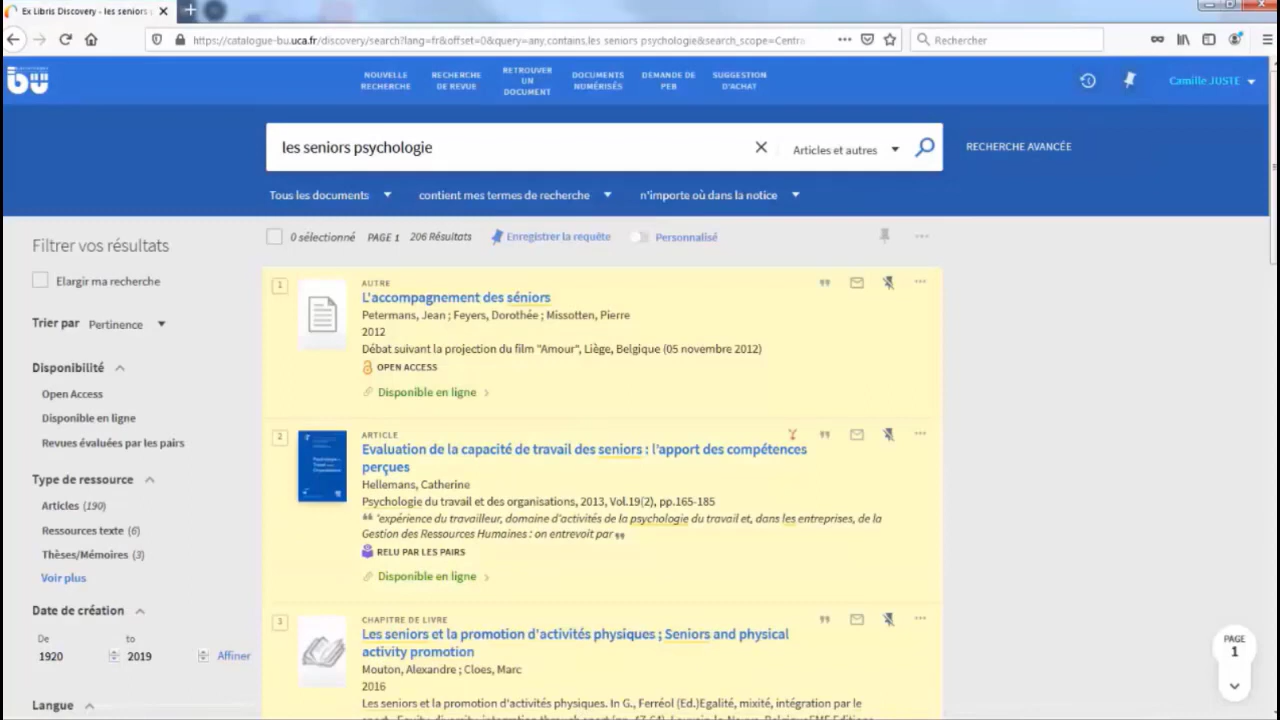 Ex Libris Discovery - les seniors
https://catalogue-bu.uca.fr/discovery/search?lang=fr&offset=0&query=any,contains,les seniors psychologie&search_scope=Centra
Rechercher
bu
NOUVELLE RECHERCHE
RECHERCHE DE REVUE
RETROUVER UN DOCUMENT
DOCUMENTS NUMÉRISÉS
DEMANDE DE PEB
SUGGESTION D'ACHAT
Camille JUSTE
les seniors psychologie
Articles et autres
RECHERCHE AVANCÉE
Tous les documents
contient mes termes de recherche
n'importe où dans la notice
Filtrer vos résultats
Elargir ma recherche
Trier par Pertinence
Disponibilité
Open Access
Disponible en ligne
Revues évaluées par les pairs
Type de ressource
Articles (190)
Ressources texte (6)
Thèses/Mémoires (3)
Voir plus
Date de création
De to
1920 2019 Affiner
Langue
0 sélectionné PAGE 1 206 Résultats Enregistrer la requête Personnalisé
1
AUTRE
L'accompagnement des séniors
Petermans, Jean ; Feyers, Dorothée ; Missotten, Pierre
2012
Débat suivant la projection du film "Amour", Liège, Belgique (05 novembre 2012)
OPEN ACCESS
Disponible en ligne
2
ARTICLE
Evaluation de la capacité de travail des seniors : l'apport des compétences
perçues
Hellemans, Catherine
Psychologie du travail et des organisations, 2013, Vol.19(2), pp.165-185
'expérience du travailleur, domaine d'activités de la psychologie du travail et, dans les entreprises, de la
Gestion des Ressources Humaines : on entrevoit par
RELU PAR LES PAIRS
Disponible en ligne
3
CHAPITRE DE LIVRE
Les seniors et la promotion d'activités physiques ; Seniors and physical
activity promotion
Mouton, Alexandre ; Cloes, Marc
2016
Les seniors et la promotion d'activités physiques. In G., Ferréol (Ed.)Egalité, mixité, intégration par le
PAGE
1